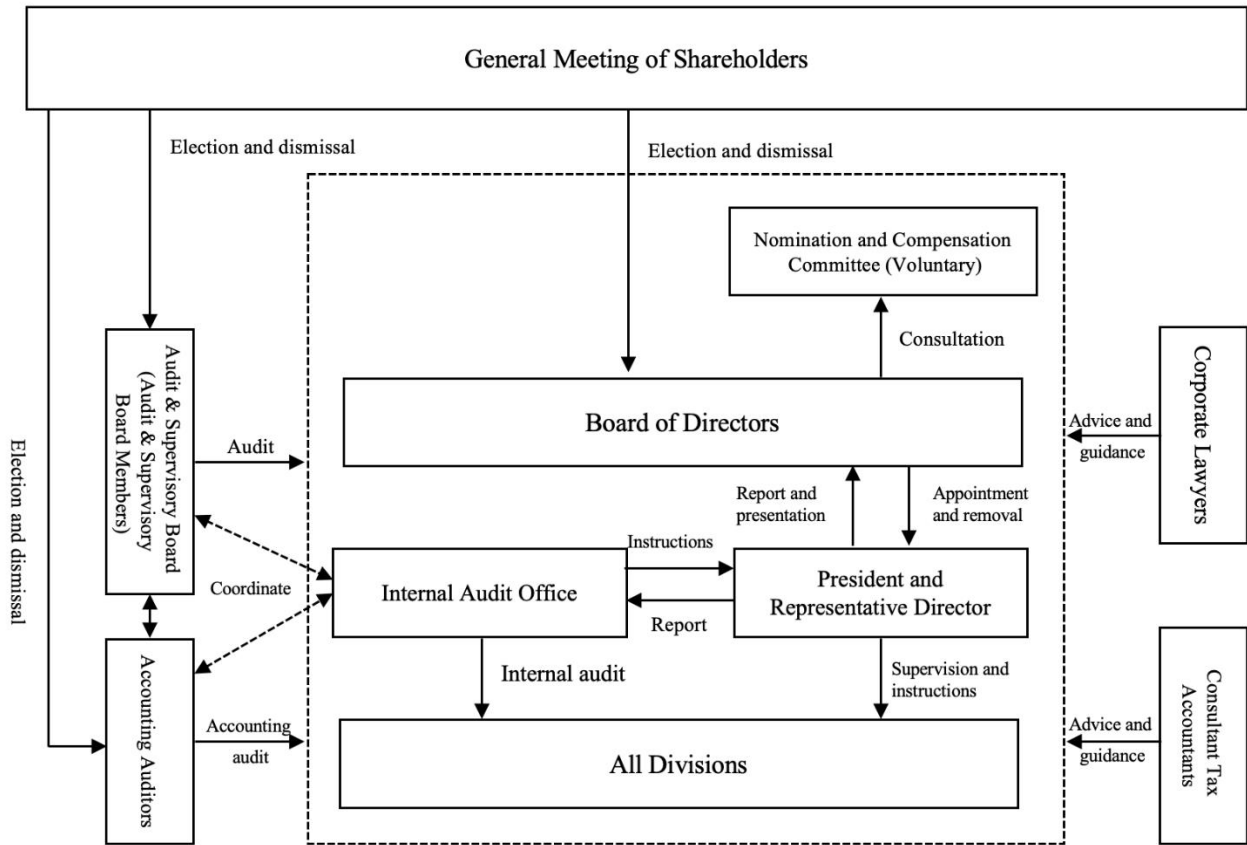 General Meeting of Shareholders
Election and dismissal
Election and dismissal
Nomination and Compensation
Committee (Voluntary)
Consultation
Audit & Supervisory Board
(Audit & Supervisory
Board Members)
Corporate Lawyers
Board of Directors
Advice and
guidance
Audit
Election and dismissal
Report and
presentation
Appointment
and removal
Instructions
Coordinate
Internal Audit Office
President and
Representative Director
Report
Internal audit
Supervision and
instructions
Accounting Auditors
Accounting
audit
All Divisions
Advice and
guidance
Consultant Tax
Accountants